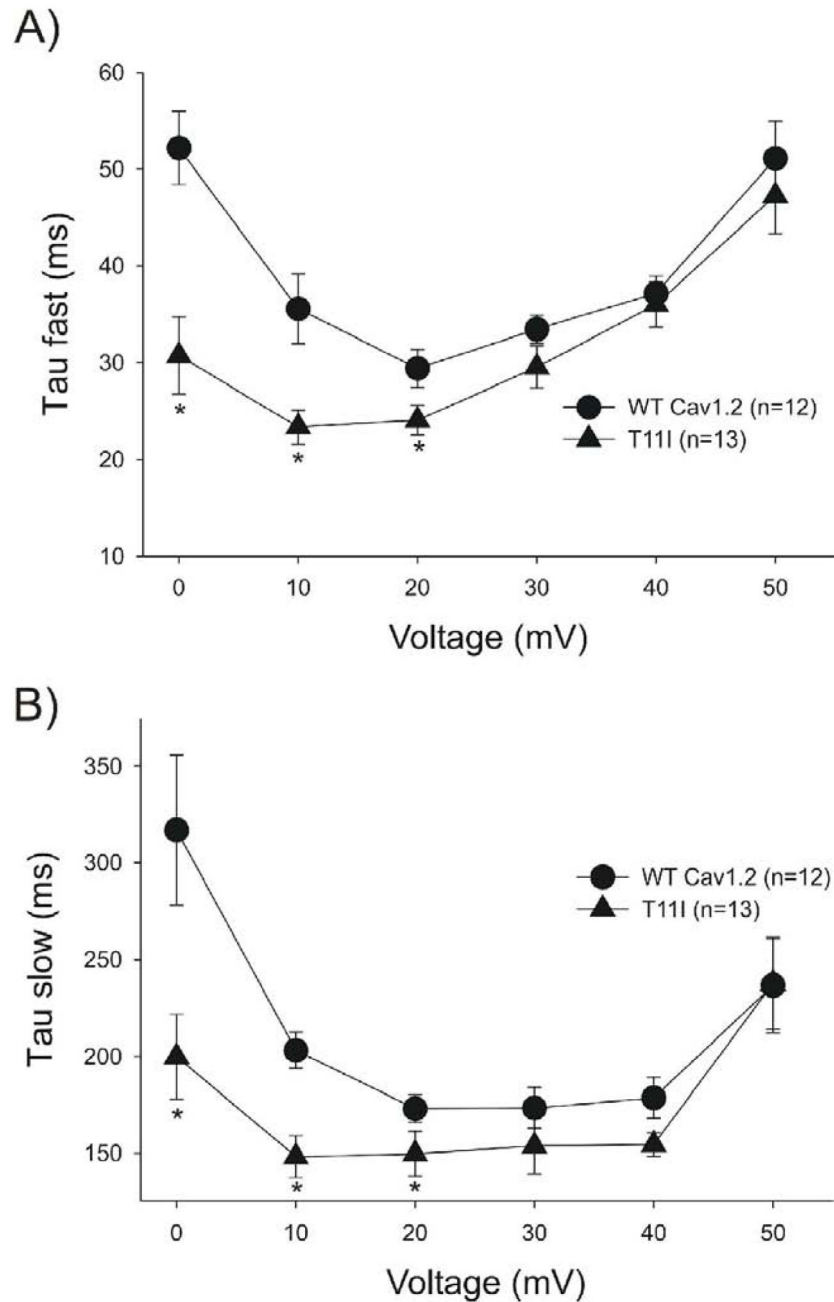 A)
60
50
40
30
20
10
Tau fast (ms)
WT Cav1.2 (n=12)
T11I (n=13)
*
*
*
0 10 20 30 40 50
Voltage (mV)
B)
350
300
250
200
150
Tau slow (ms)
WT Cav1.2 (n=12)
T11I (n=13)
*
*
*
0 10 20 30 40 50
Voltage (mV)